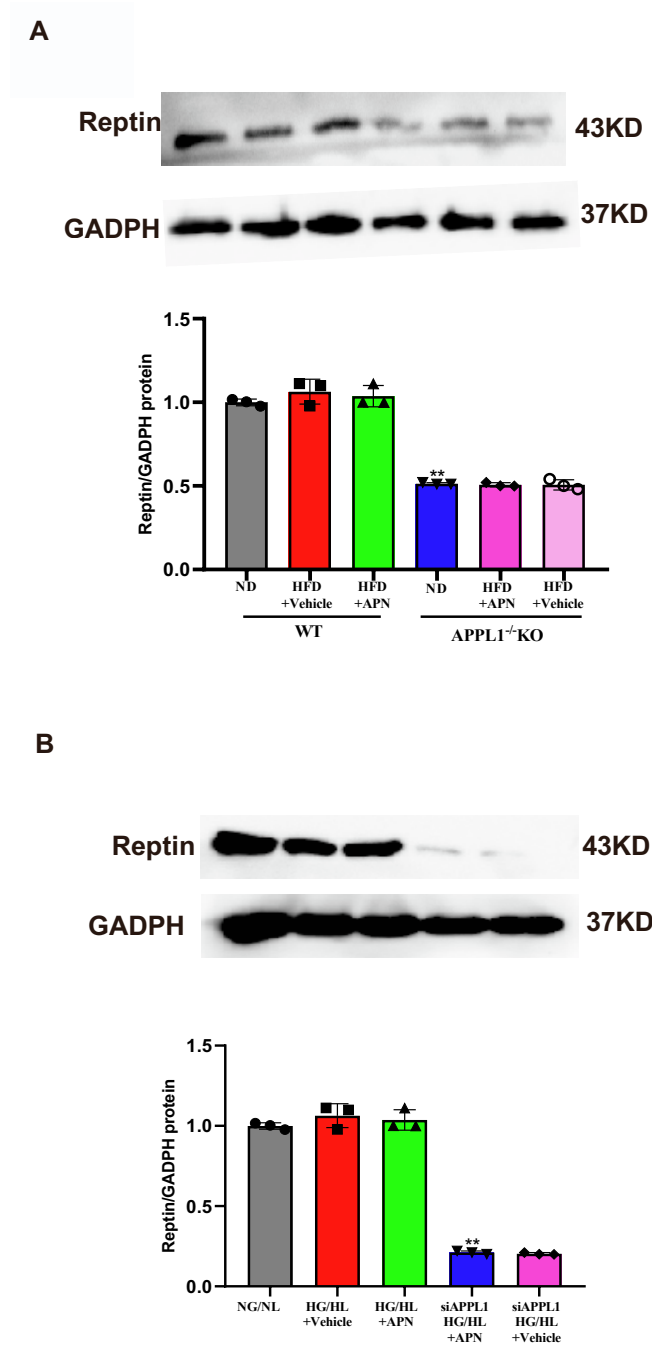 A
Reptin
43KD
GADPH
37KD
Reptin/GADPH protein
1.5
1.0
0.5
0.0
**
ND
HFD
+Vehicle
HFD
+APN
ND
HFD
+APN
HFD
+Vehicle
WT
APPL1-/-KO
B
Reptin
43KD
GADPH
37KD
Reptin/GADPH protein
1.5
1.0
0.5
0.0
**
NG/NL
HG/HL
+Vehicle
HG/HL
+APN
siAPPL1
HG/HL
+APN
siAPPL1
HG/HL
+Vehicle